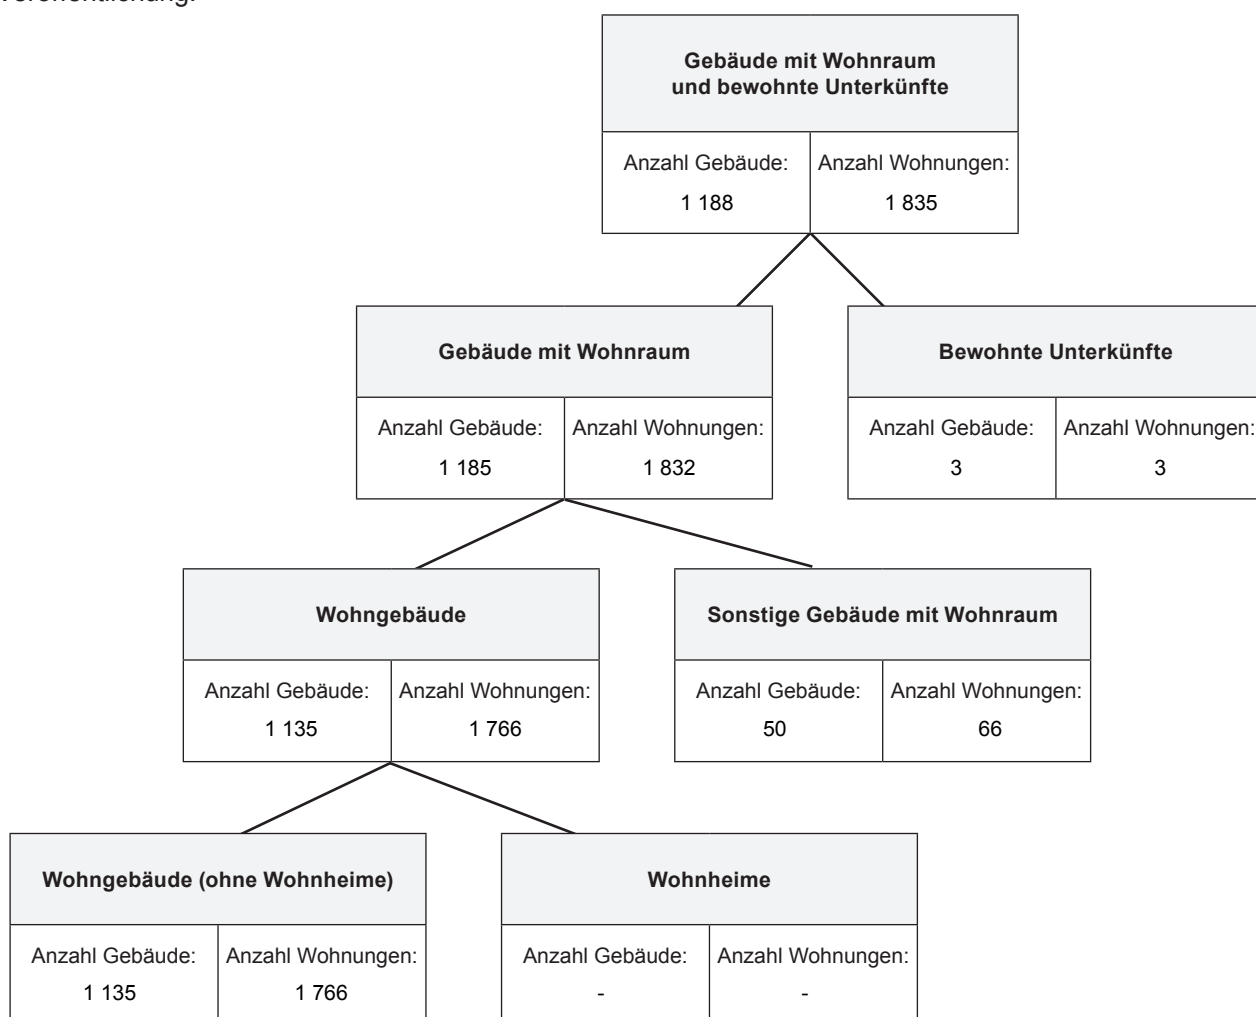 Veröffentlichung.
Gebäude mit Wohnraum
und bewohnte Unterkünfte
Anzahl Gebäude: Anzahl Wohnungen:
1 188 1 835
Gebäude mit Wohnraum Bewohnte Unterkünfte
Anzahl Gebäude: Anzahl Wohnungen: Anzahl Gebäude: Anzahl Wohnungen:
1 185 1 832 3 3
Wohngebäude Sonstige Gebäude mit Wohnraum
Anzahl Gebäude: Anzahl Wohnungen: Anzahl Gebäude: Anzahl Wohnungen:
1 135 1 766 50 66
Wohngebäude (ohne Wohnheime) Wohnheime
Anzahl Gebäude: Anzahl Wohnungen: Anzahl Gebäude: Anzahl Wohnungen:
1 135 1 766 - -